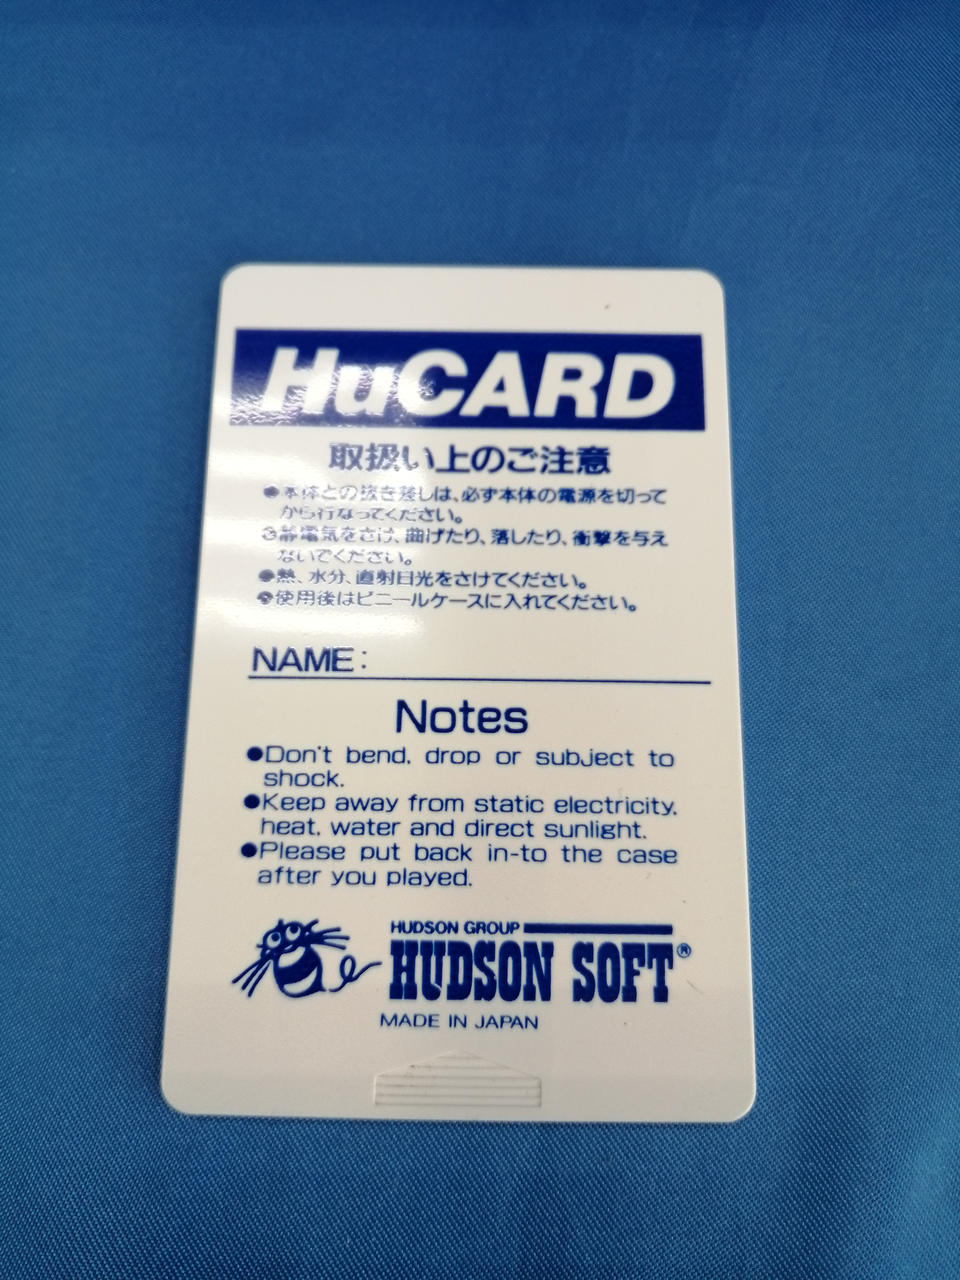 HuCARD
取扱い上のご注意
●本体との抜き差しは、必ず本体の電源を切って
から行なってください。
●静電気をさけ、曲げたり、落したり、衝撃を与え
ないでください。
●熱、水分、直射日光をさけてください。
●使用後はビニールケースに入れてください。
NAME:
Notes
●Don't bend, drop or subject to
shock.
●Keep away from static electricity,
heat, water and direct sunlight.
●Please put back in-to the case
after you played.
HUDSON GROUP
HUDSON SOFT®
MADE IN JAPAN